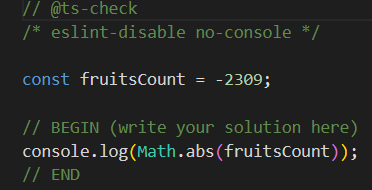 // @ts-check
/* eslint-disable no-console */
const fruitsCount = -2309;
// BEGIN (write your solution here)
console.log(Math.abs(fruitsCount));
// END